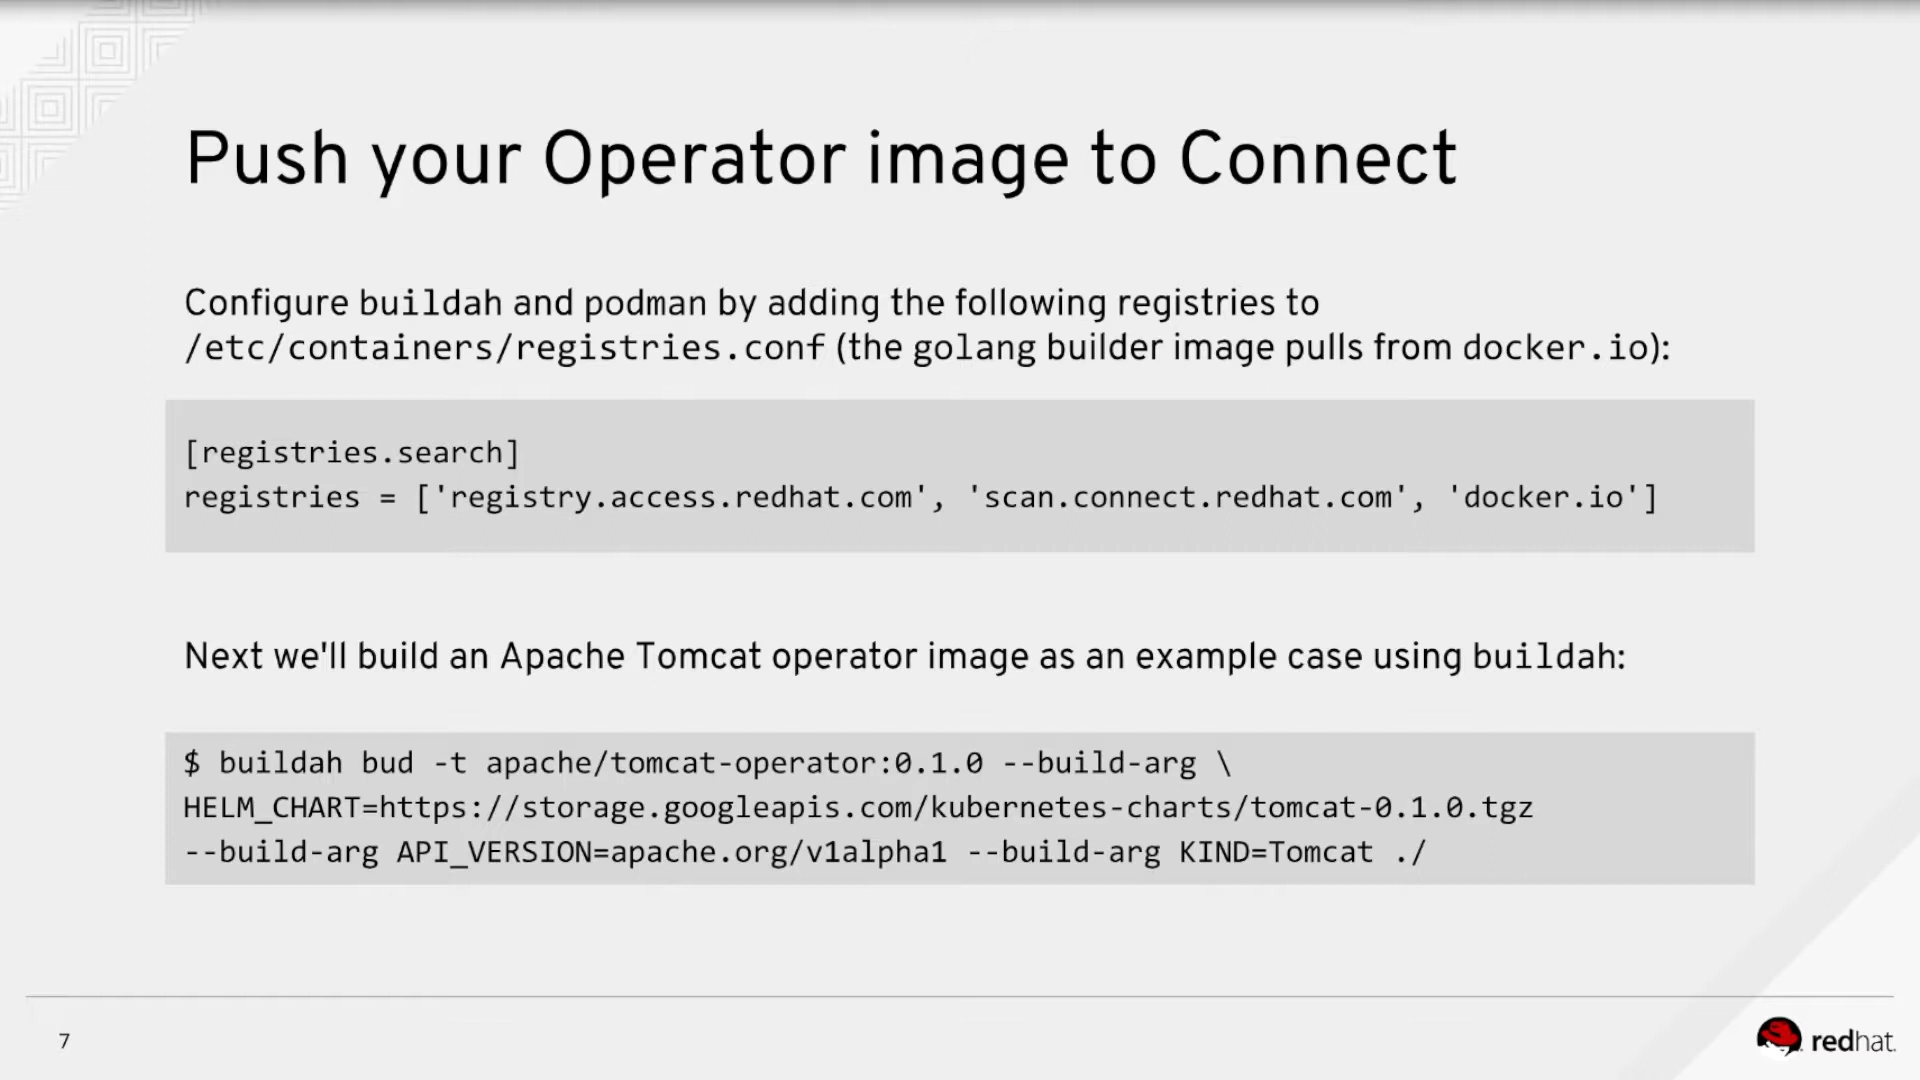 Push your Operator image to Connect
Configure buildah and podman by adding the following registries to
/etc/containers/registries.conf (the golang builder image pulls from docker.io):
[registries.search]
registries = ['registry.access.redhat.com', 'scan.connect.redhat.com', 'docker.io']
Next we'll build an Apache Tomcat operator image as an example case using buildah:
$ buildah bud -t apache/tomcat-operator:0.1.0 --build-arg \
HELM_CHART=https://storage.googleapis.com/kubernetes-charts/tomcat-0.1.0.tgz
--build-arg API_VERSION=apache.org/v1alpha1 --build-arg KIND=Tomcat ./
7
redhat.